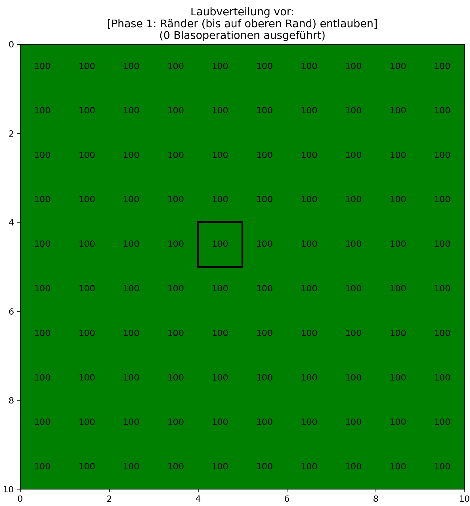 Laubverteilung vor:
[Phase 1: Ränder (bis auf oberen Rand) entlauben]
(0 Blasoperationen ausgeführt)
0
100 100 100 100 100 100 100 100 100 100
100 100 100 100 100 100 100 100 100 100
2
100 100 100 100 100 100 100 100 100 100
100 100 100 100 100 100 100 100 100 100
4
100 100 100 100 100 100 100 100 100 100
100 100 100 100 100 100 100 100 100 100
6
100 100 100 100 100 100 100 100 100 100
100 100 100 100 100 100 100 100 100 100
8
100 100 100 100 100 100 100 100 100 100
100 100 100 100 100 100 100 100 100 100
10
0 2 4 6 8 10